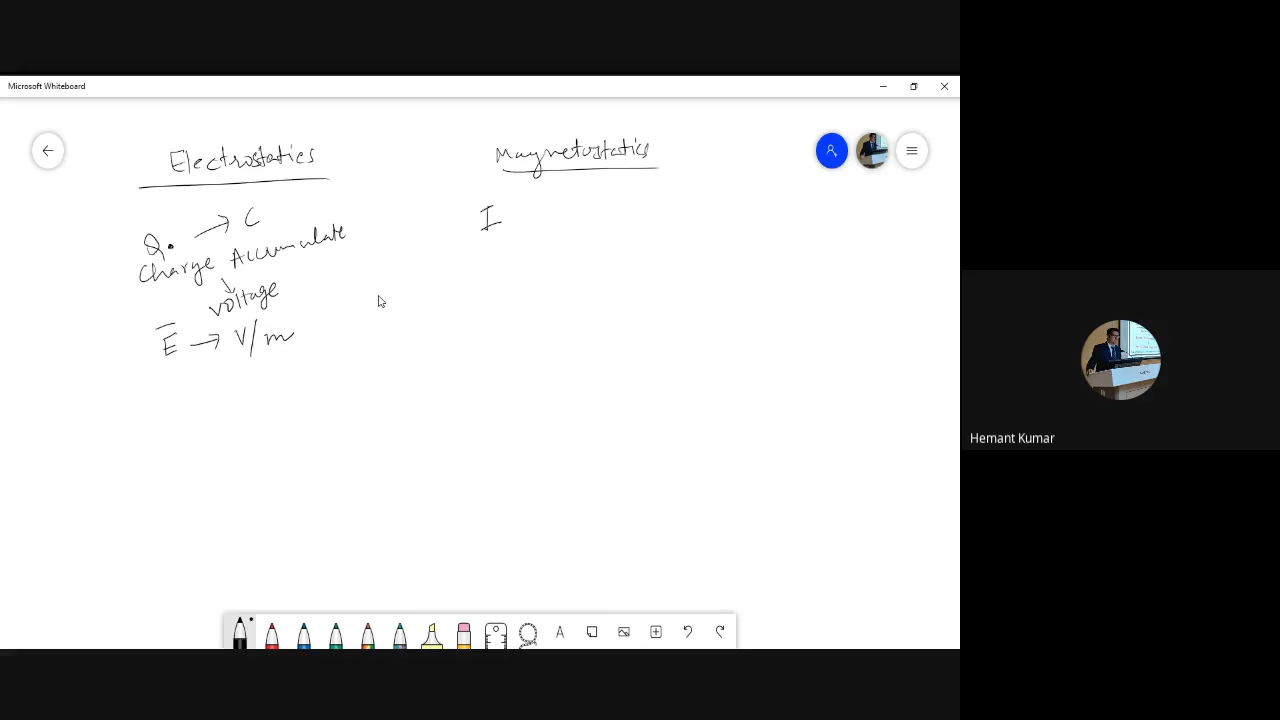 Microsoft Whiteboard
Electrostatics
Magnetostatics
Q. → C
I
Charge Accumulate
↓
Voltage
E̅ → V/m
A
Hemant Kumar